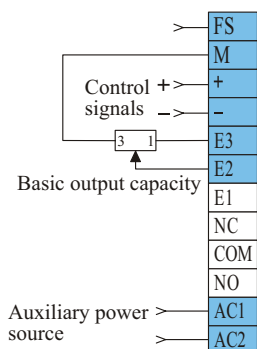 FS
M
Control + +
signals − −
3 1 E3
E2
Basic output capacity
E1
NC
COM
NO
Auxiliary power AC1
source AC2